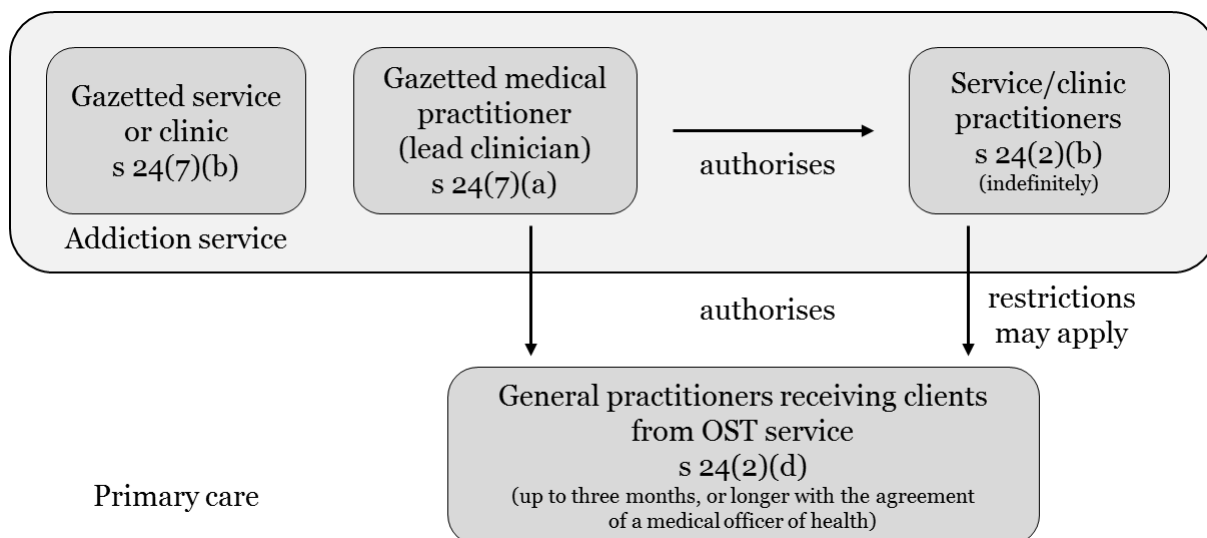 Gazetted service
or clinic
s 24(7)(b)
Gazetted medical
practitioner
(lead clinician)
s 24(7)(a)
authorises
Service/clinic
practitioners
s 24(2)(b)
(indefinitely)
Addiction service
authorises
restrictions
may apply
General practitioners receiving clients
from OST service
s 24(2)(d)
(up to three months, or longer with the agreement
of a medical officer of health)
Primary care